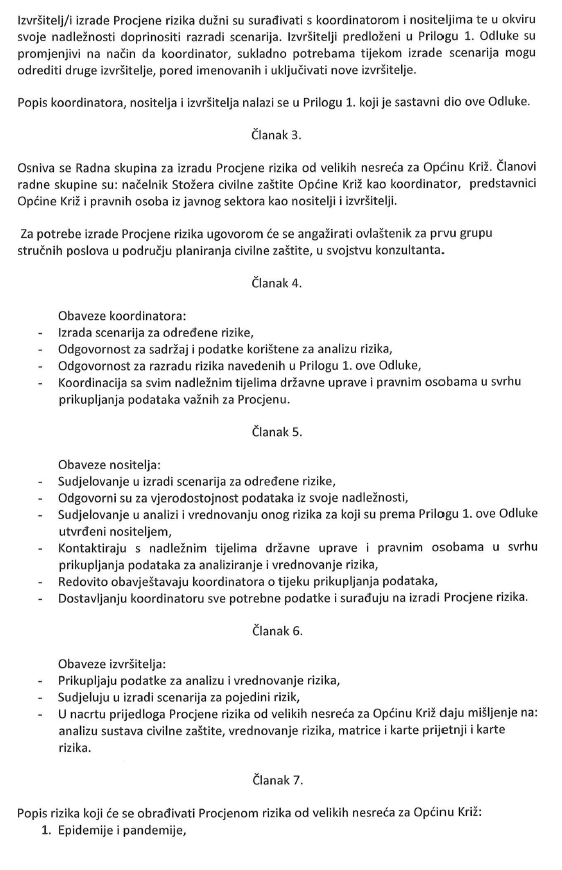 Izvršitelj/i izrade Procjene rizika dužni su surađivati s koordinatorom i nositeljima te u okviru
svoje nadležnosti doprinositi razradi scenarija. Izvršitelji predloženi u Prilogu 1. Odluke su
promjenjivi na način da koordinator, sukladno potrebama tijekom izrade scenarija mogu
odrediti druge izvršitelje, pored imenovanih i uključivati nove izvršitelje.
Popis koordinatora, nositelja i izvršitelja nalazi se u Prilogu 1. koji je sastavni dio ove Odluke.
Članak 3.
Osniva se Radna skupina za izradu Procjene rizika od velikih nesreća za Općinu Križ. Članovi
radne skupine su: načelnik Stožera civilne zaštite Općine Križ kao koordinator, predstavnici
Općine Križ i pravnih osoba iz javnog sektora kao nositelji i izvršitelji.
Za potrebe izrade Procjene rizika ugovorom će se angažirati ovlaštenik za prvu grupu
stručnih poslova u području planiranja civilne zaštite, u svojstvu konzultanta.
Članak 4.
Obaveze koordinatora:
- Izrada scenarija za određene rizike,
- Odgovornost za sadržaj i podatke korištene za analizu rizika,
- Odgovornost za razradu rizika navedenih u Prilogu 1. ove Odluke,
- Koordinacija sa svim nadležnim tijelima državne uprave i pravnim osobama u svrhu
prikupljanja podataka važnih za Procjenu.
Članak 5.
Obaveze nositelja:
- Sudjelovanje u izradi scenarija za određene rizike,
- Odgovorni su za vjerodostojnost podataka iz svoje nadležnosti,
- Sudjelovanje u analizi i vrednovanju onog rizika za koji su prema Prilogu 1. ove Odluke
utvrđeni nositeljem,
- Kontaktiraju s nadležnim tijelima državne uprave i pravnim osobama u svrhu
prikupljanja podataka za analiziranje i vrednovanje rizika,
- Redovito obavještavaju koordinatora o tijeku prikupljanja podataka,
- Dostavljanju koordinatoru sve potrebne podatke i surađuju na izradi Procjene rizika.
Članak 6.
Obaveze izvršitelja:
- Prikupljaju podatke za analizu i vrednovanje rizika,
- Sudjeluju u izradi scenarija za pojedini rizik,
- U nacrtu prijedloga Procjene rizika od velikih nesreća za Općinu Križ daju mišljenje na:
analizu sustava civilne zaštite, vrednovanje rizika, matrice i karte prijetnji i karte
rizika.
Članak 7.
Popis rizika koji će se obrađivati Procjenom rizika od velikih nesreća za Općinu Križ:
1. Epidemije i pandemije,